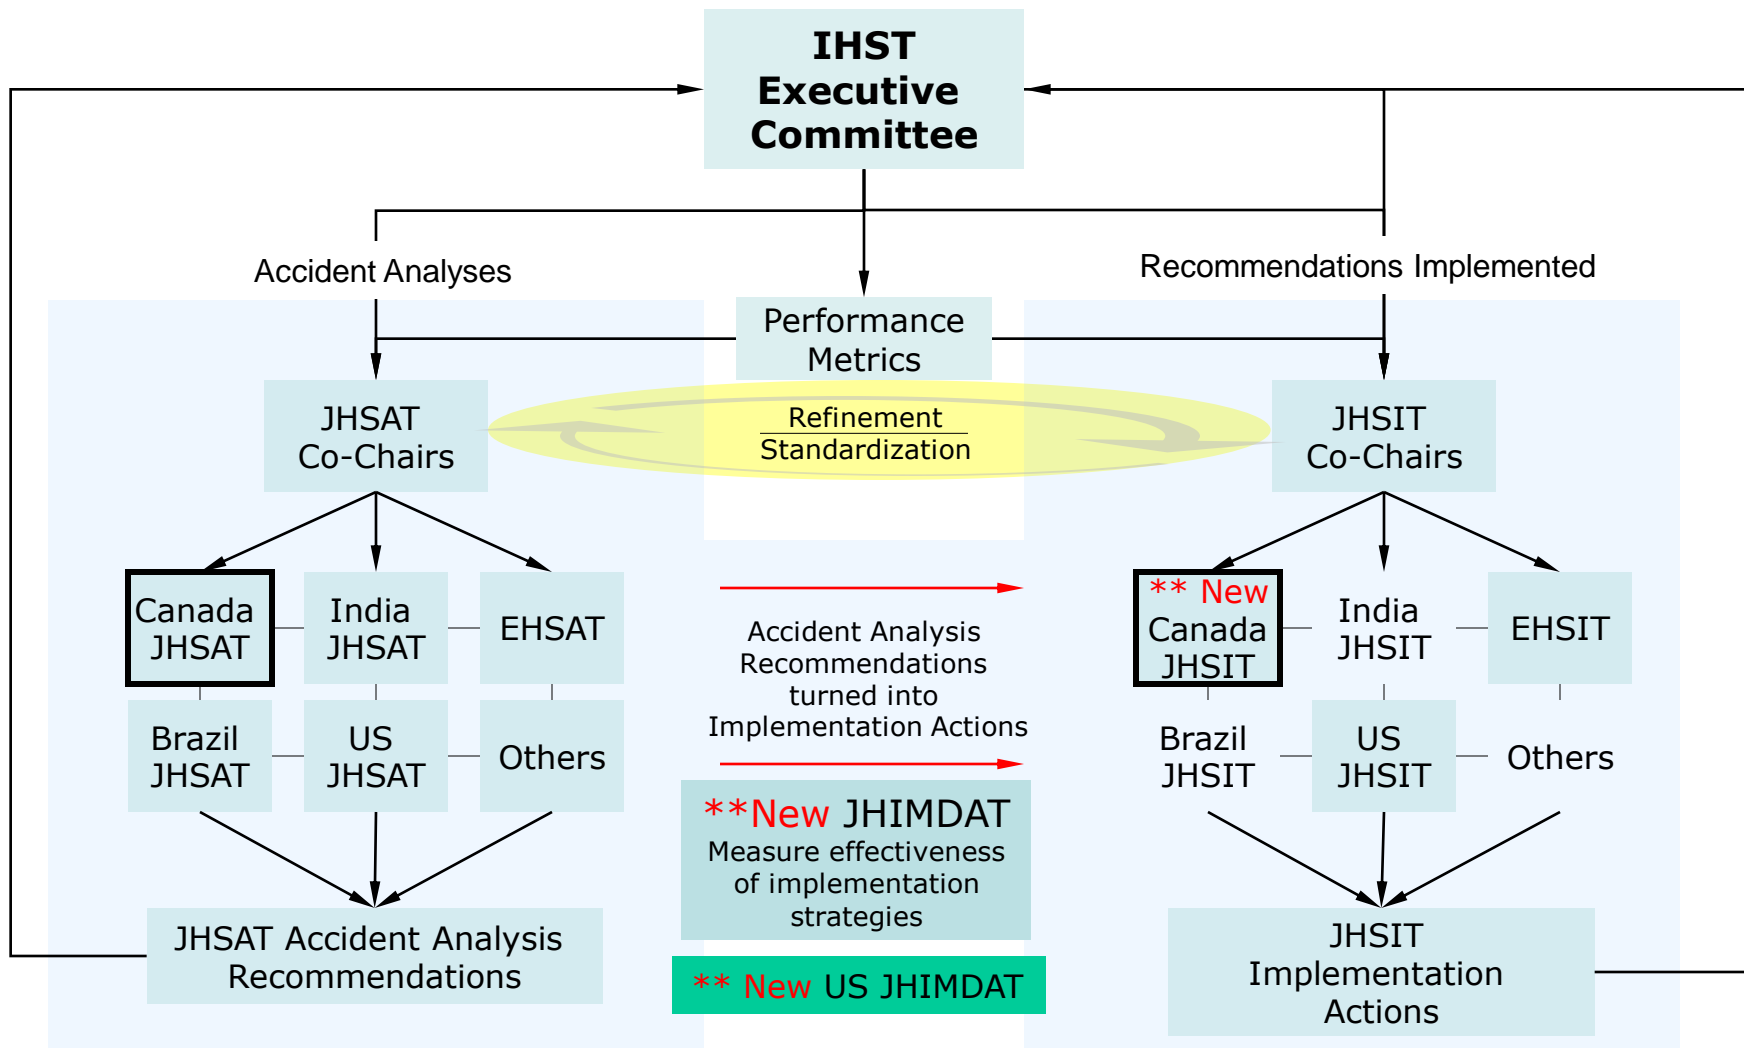 IHST
Executive
Committee
Accident Analyses
Recommendations Implemented
Performance
Metrics
Refinement
Standardization
JHSAT
Co-Chairs
JHSIT
Co-Chairs
Canada
JHSAT
India
JHSAT
EHSAT
Brazil
JHSAT
US
JHSAT
Others
JHSAT Accident Analysis
Recommendations
Accident Analysis
Recommendations
turned into
Implementation Actions
**New JHIMDAT
Measure effectiveness
of implementation
strategies
** New US JHIMDAT
** New
Canada
JHSIT
India
JHSIT
EHSIT
Brazil
JHSIT
US
JHSIT
Others
JHSIT
Implementation
Actions